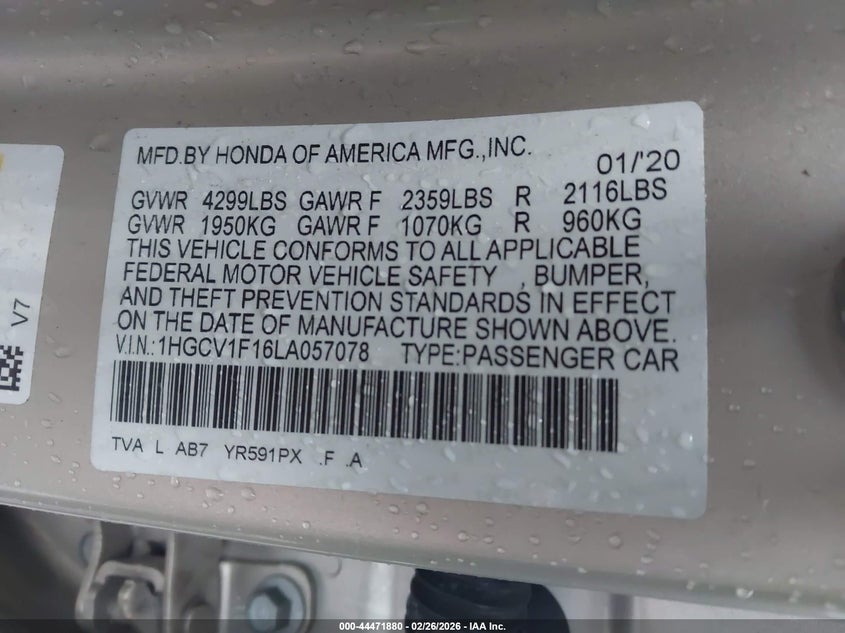 MFD.BY HONDA OF AMERICA MFG.,INC. 01/'20
GVWR 4299LBS GAWR F 2359LBS R 2116LBS
GVWR 1950KG GAWR F 1070KG R 960KG
THIS VEHICLE CONFORMS TO ALL APPLICABLE
FEDERAL MOTOR VEHICLE SAFETY , BUMPER,
AND THEFT PREVENTION STANDARDS IN EFFECT
ON THE DATE OF MANUFACTURE SHOWN ABOVE.
V.I.N.:1HGCV1F16LA057078 TYPE:PASSENGER CAR
TVA L AB7 YR591PX .F .A
V7
000-44471880 - 02/26/2026 - IAA Inc.